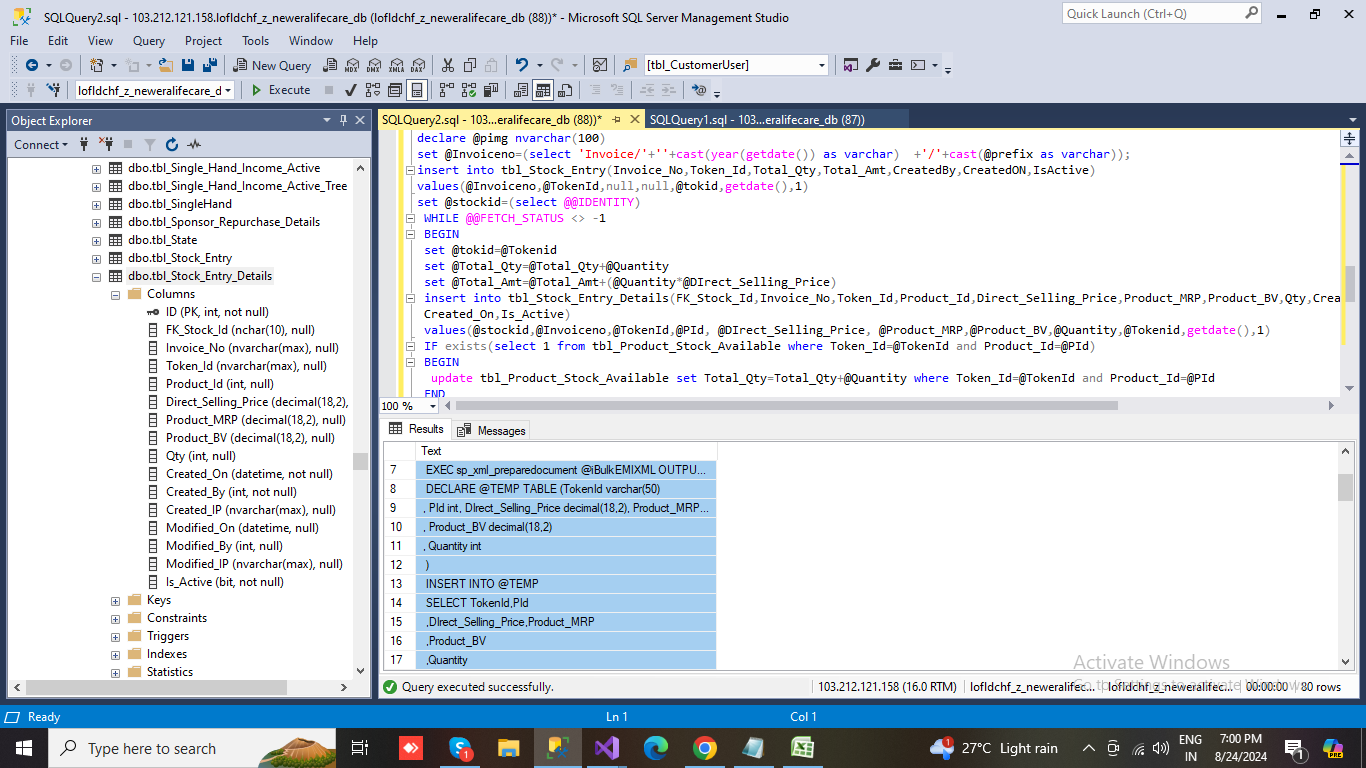 SQLQuery2.sql - 103.212.121.158.lofldchf_z_neweralifecare_db (lofldchf_z_neweralifecare_db (88))* - Microsoft SQL Server Management Studio
Quick Launch (Ctrl+Q)
File Edit View Query Project Tools Window Help
New Query
MDX DMX XMLA DAX
[tbl_CustomerUser]
lofldchf_z_neweralifecare_d
Execute
Object Explorer
Connect
dbo.tbl_Single_Hand_Income_Active
dbo.tbl_Single_Hand_Income_Active_Tree
dbo.tbl_SingleHand
dbo.tbl_Sponsor_Repurchase_Details
dbo.tbl_State
dbo.tbl_Stock_Entry
dbo.tbl_Stock_Entry_Details
Columns
ID (PK, int, not null)
FK_Stock_Id (nchar(10), null)
Invoice_No (nvarchar(max), null)
Token_Id (nvarchar(max), null)
Product_Id (int, null)
Direct_Selling_Price (decimal(18,2),
Product_MRP (decimal(18,2), null)
Product_BV (decimal(18,2), null)
Qty (int, null)
Created_On (datetime, not null)
Created_By (int, not null)
Created_IP (nvarchar(max), null)
Modified_On (datetime, null)
Modified_By (int, null)
Modified_IP (nvarchar(max), null)
Is_Active (bit, not null)
Keys
Constraints
Triggers
Indexes
Statistics
SQLQuery2.sql - 103...eralifecare_db (88))* SQLQuery1.sql - 103...eralifecare_db (87))
declare @pimg nvarchar(100)
set @Invoiceno=(select 'Invoice/'+''+cast(year(getdate()) as varchar) +'/'+cast(@prefix as varchar));
insert into tbl_Stock_Entry(Invoice_No,Token_Id,Total_Qty,Total_Amt,CreatedBy,CreatedON,IsActive)
values(@Invoiceno,@TokenId,null,null,@tokid,getdate(),1)
set @stockid=(select @@IDENTITY)
WHILE @@FETCH_STATUS <> -1
BEGIN
set @tokid=@Tokenid
set @Total_Qty=@Total_Qty+@Quantity
set @Total_Amt=@Total_Amt+(@Quantity*@DIrect_Selling_Price)
insert into tbl_Stock_Entry_Details(FK_Stock_Id,Invoice_No,Token_Id,Product_Id,Direct_Selling_Price,Product_MRP,Product_BV,Qty,Crea
Created_On,Is_Active)
values(@stockid,@Invoiceno,@TokenId,@PId, @DIrect_Selling_Price, @Product_MRP,@Product_BV,@Quantity,@Tokenid,getdate(),1)
IF exists(select 1 from tbl_Product_Stock_Available where Token_Id=@TokenId and Product_Id=@PId)
BEGIN
update tbl_Product_Stock_Available set Total_Qty=Total_Qty+@Quantity where Token_Id=@TokenId and Product_Id=@PId
END
100 %
Results Messages
Text
7 EXEC sp_xml_preparedocument @iBulkEMIXML OUTPU...
8 DECLARE @TEMP TABLE (TokenId varchar(50)
9 , PId int, DIrect_Selling_Price decimal(18,2), Product_MRP...
10 , Product_BV decimal(18,2)
11 , Quantity int
12 )
13 INSERT INTO @TEMP
14 SELECT TokenId,PId
15 ,DIrect_Selling_Price,Product_MRP
16 ,Product_BV
17 ,Quantity
Activate Windows
Go to Settings to activate Windows.
Query executed successfully.
103.212.121.158 (16.0 RTM) lofldchf_z_neweralifec... lofldchf_z_neweralifec... 00:00:00 80 rows
Ready Ln 1 Col 1
Type here to search
1
1
27°C Light rain
ENG
IN
7:00 PM
8/24/2024
1
PRE